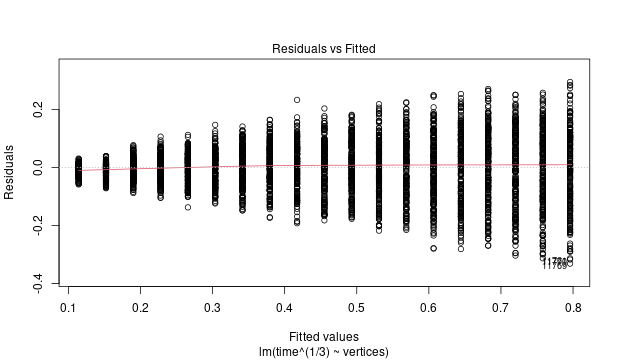 Residuals vs Fitted
Residuals
0.2
0.0
-0.2
-0.4
11769
0.1 0.2 0.3 0.4 0.5 0.6 0.7 0.8
Fitted values
lm(time^(1/3) ~ vertices)